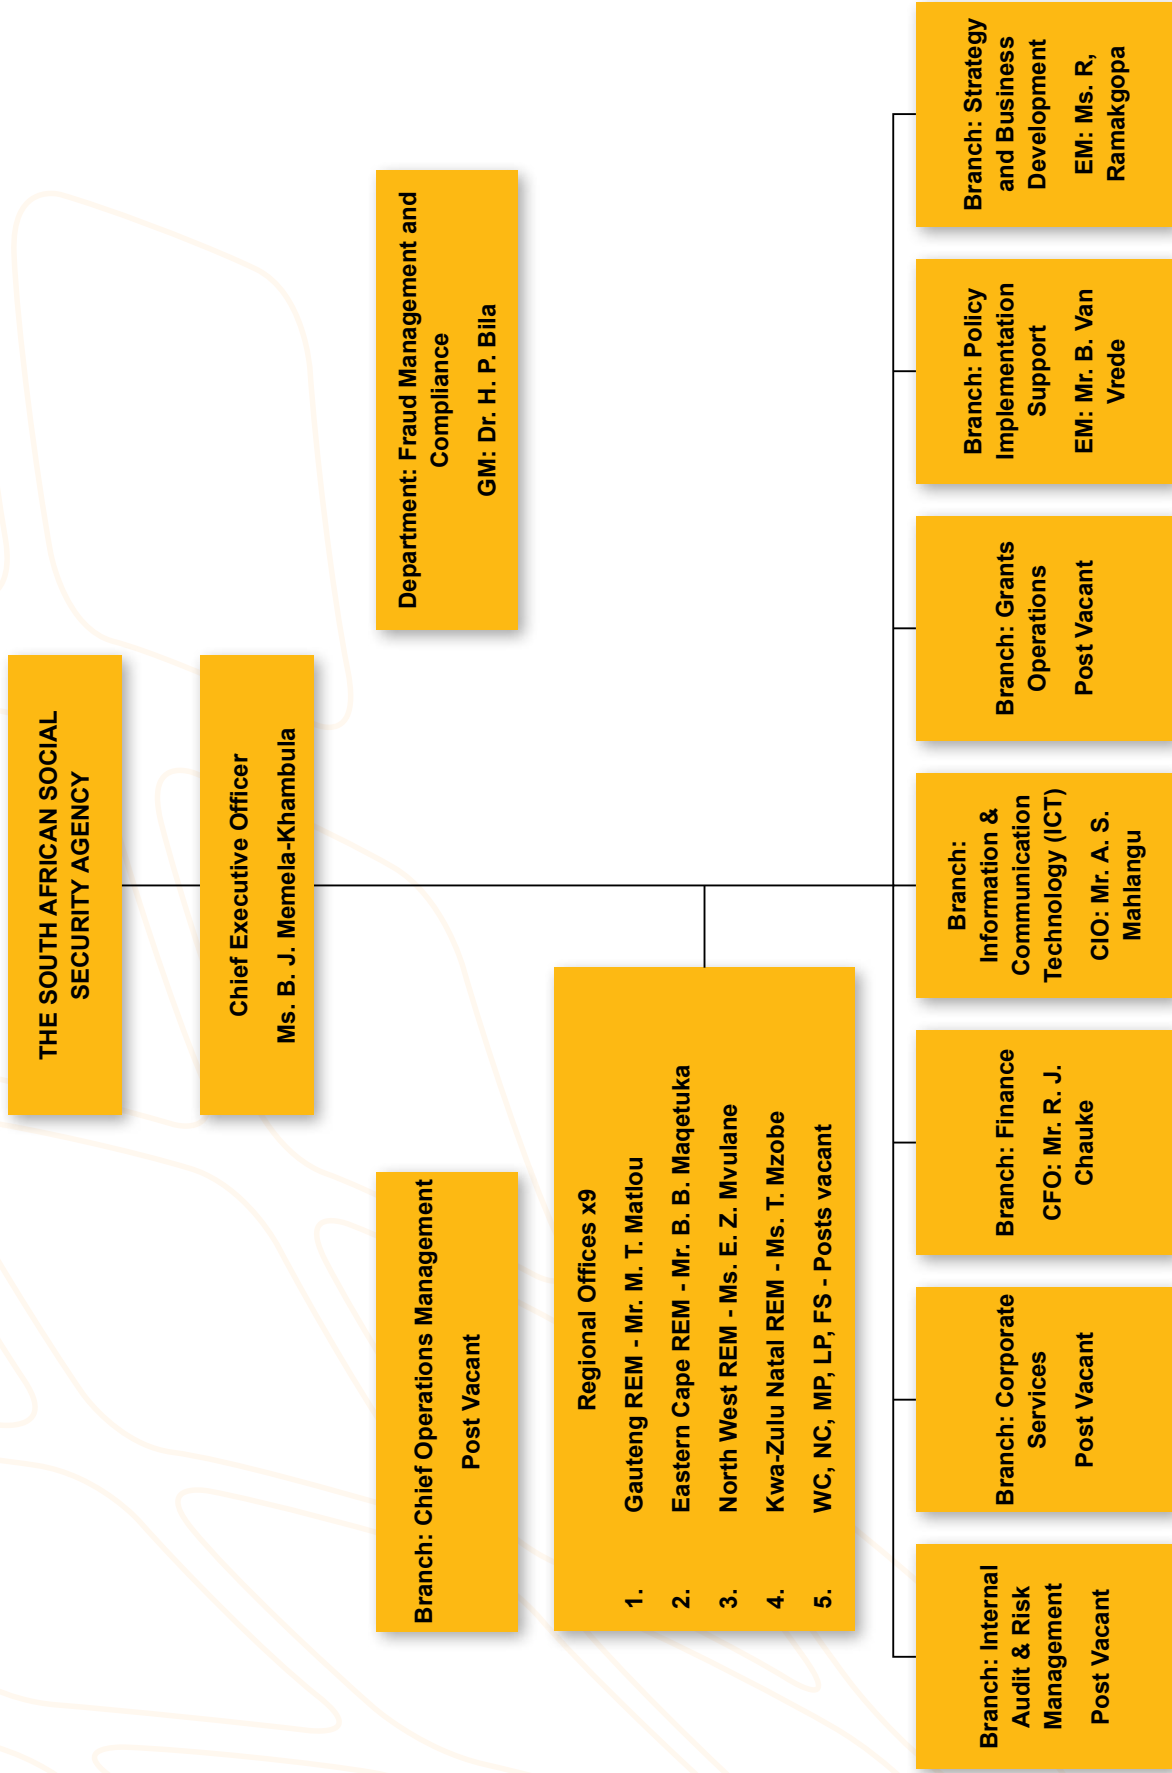 THE SOUTH AFRICAN SOCIAL
SECURITY AGENCY
Chief Executive Officer
Ms. B. J. Memela-Khambula
Branch: Chief Operations Management
Post Vacant
Department: Fraud Management and
Compliance
GM: Dr. H. P. Bila
Regional Offices x9
1. Gauteng REM - Mr. M. T. Matlou
2. Eastern Cape REM - Mr. B. B. Maqetuka
3. North West REM - Ms. E. Z. Mvulane
4. Kwa-Zulu Natal REM - Ms. T. Mzobe
5. WC, NC, MP, LP, FS - Posts vacant
Branch: Internal
Audit & Risk
Management
Post Vacant
Branch: Corporate
Services
Post Vacant
Branch: Finance
CFO: Mr. R. J.
Chauke
Branch:
Information &
Communication
Technology (ICT)
CIO: Mr. A. S.
Mahlangu
Branch: Grants
Operations
Post Vacant
Branch: Policy
Implementation
Support
EM: Mr. B. Van
Vrede
Branch: Strategy
and Business
Development
EM: Ms. R,
Ramakgopa